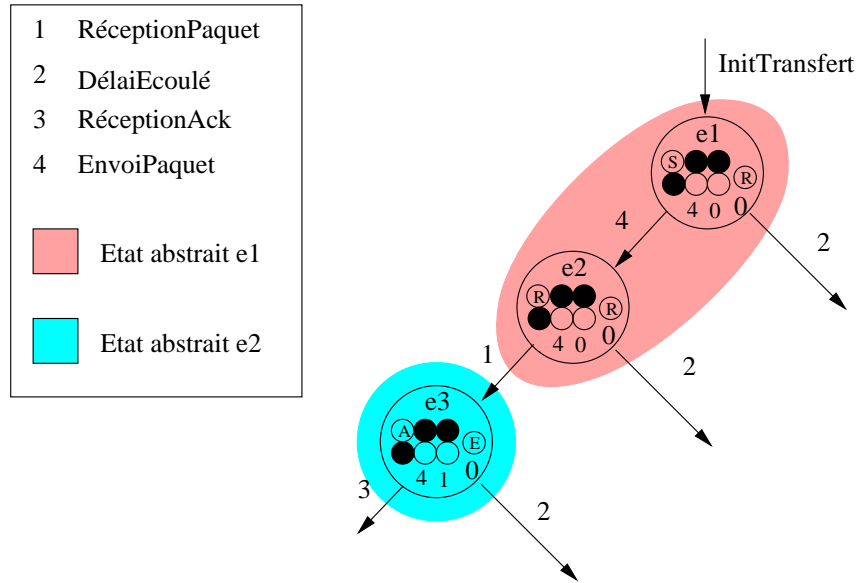 1 RéceptionPaquet
2 DélaiEcoulé
3 RéceptionAck
4 EnvoiPaquet
Etat abstrait e1
Etat abstrait e2
InitTransfert
e1
S
R
4 0 0
4
2
e2
R
R
4 0 0
1
2
e3
A
E
4 1 0
3
2